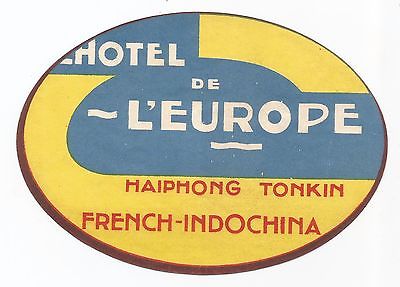 HOTEL
DE
~ L'EUROPE
HAIPHONG TONKIN
FRENCH-INDOCHINA